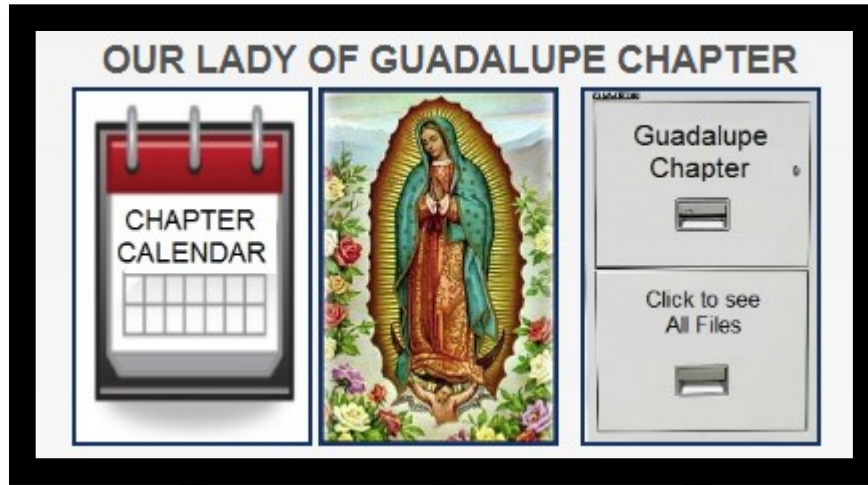 OUR LADY OF GUADALUPE CHAPTER
CHAPTER
CALENDAR
Guadalupe
Chapter
Click to see
All Files